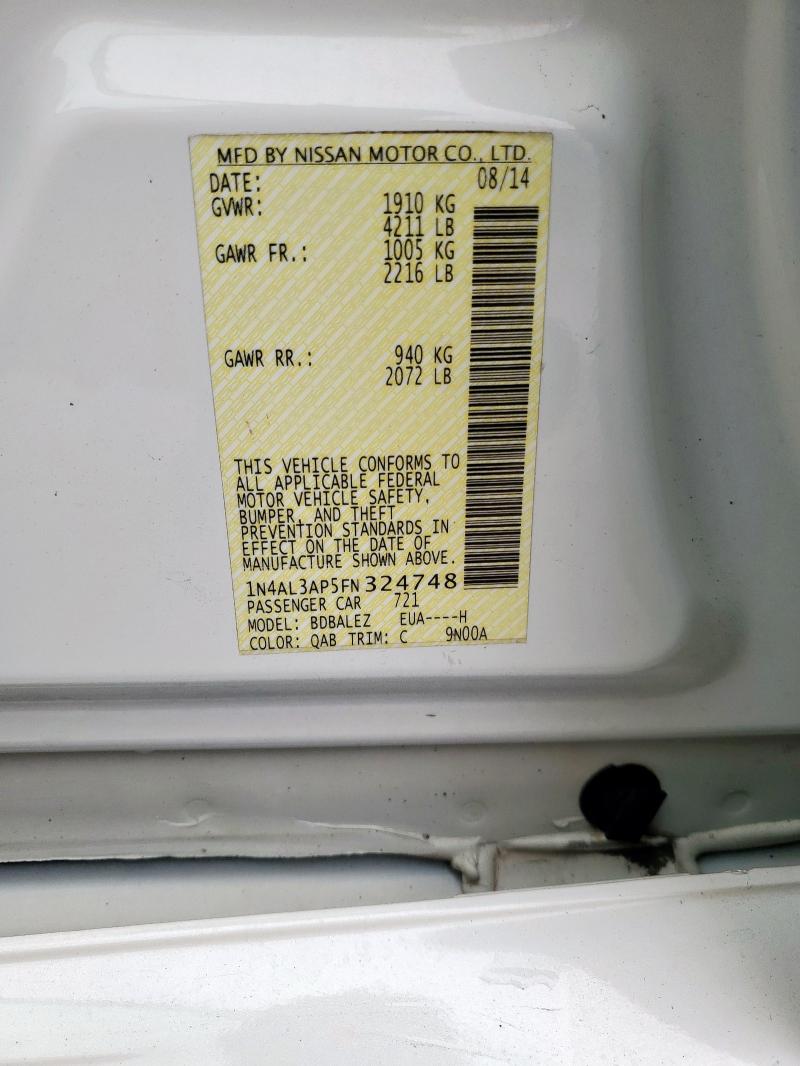 MFD BY NISSAN MOTOR CO., LTD.
DATE: 08/14
GVWR: 1910 KG
4211 LB
GAWR FR.: 1005 KG
2216 LB
GAWR RR.: 940 KG
2072 LB
THIS VEHICLE CONFORMS TO
ALL APPLICABLE FEDERAL
MOTOR VEHICLE SAFETY,
BUMPER, AND THEFT
PREVENTION STANDARDS IN
EFFECT ON THE DATE OF
MANUFACTURE SHOWN ABOVE.
1N4AL3AP5FN324748
PASSENGER CAR 721
MODEL: BDBALEZ EUA----H
COLOR: QAB TRIM: C 9N00A